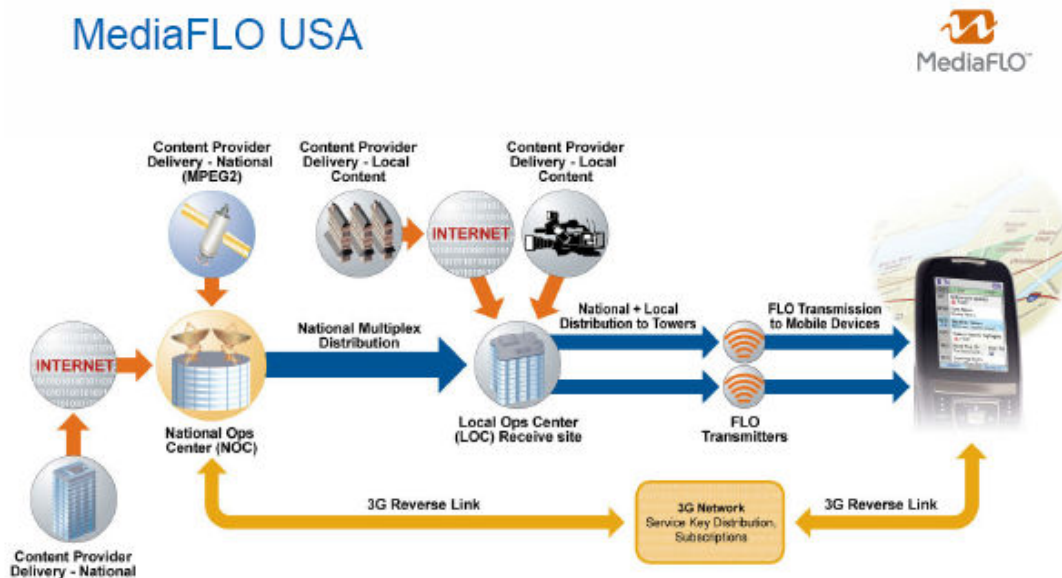 MediaFLO USA
MediaFLO™
Content Provider
Delivery - National
(MPEG2)
Content Provider
Delivery - Local
Content
Content Provider
Delivery - Local
Content
INTERNET
National + Local
Distribution to Towers
FLO Transmission
to Mobile Devices
National Multiplex
Distribution
INTERNET
National Ops
Center (NOC)
Local Ops Center
(LOC) Receive site
FLO
Transmitters
3G Reverse Link
3G Network
Service Key Distribution,
Subscriptions
3G Reverse Link
Content Provider
Delivery - National